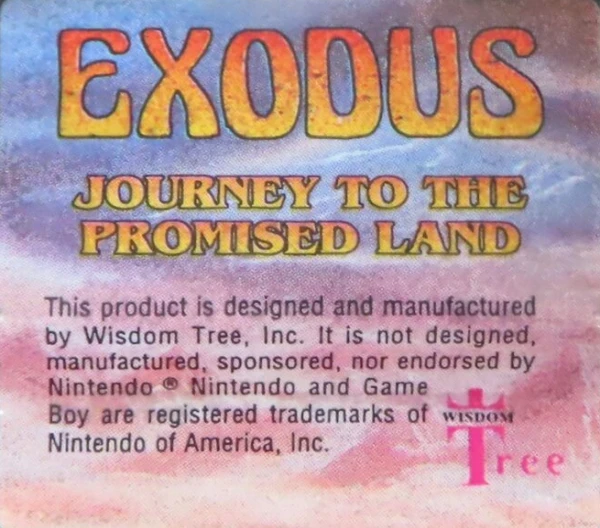 EXODUS
JOURNEY TO THE
PROMISED LAND
This product is designed and manufactured
by Wisdom Tree, Inc. It is not designed,
manufactured, sponsored, nor endorsed by
Nintendo ® Nintendo and Game
Boy are registered trademarks of
Nintendo of America, Inc.
WISDOM
Tree